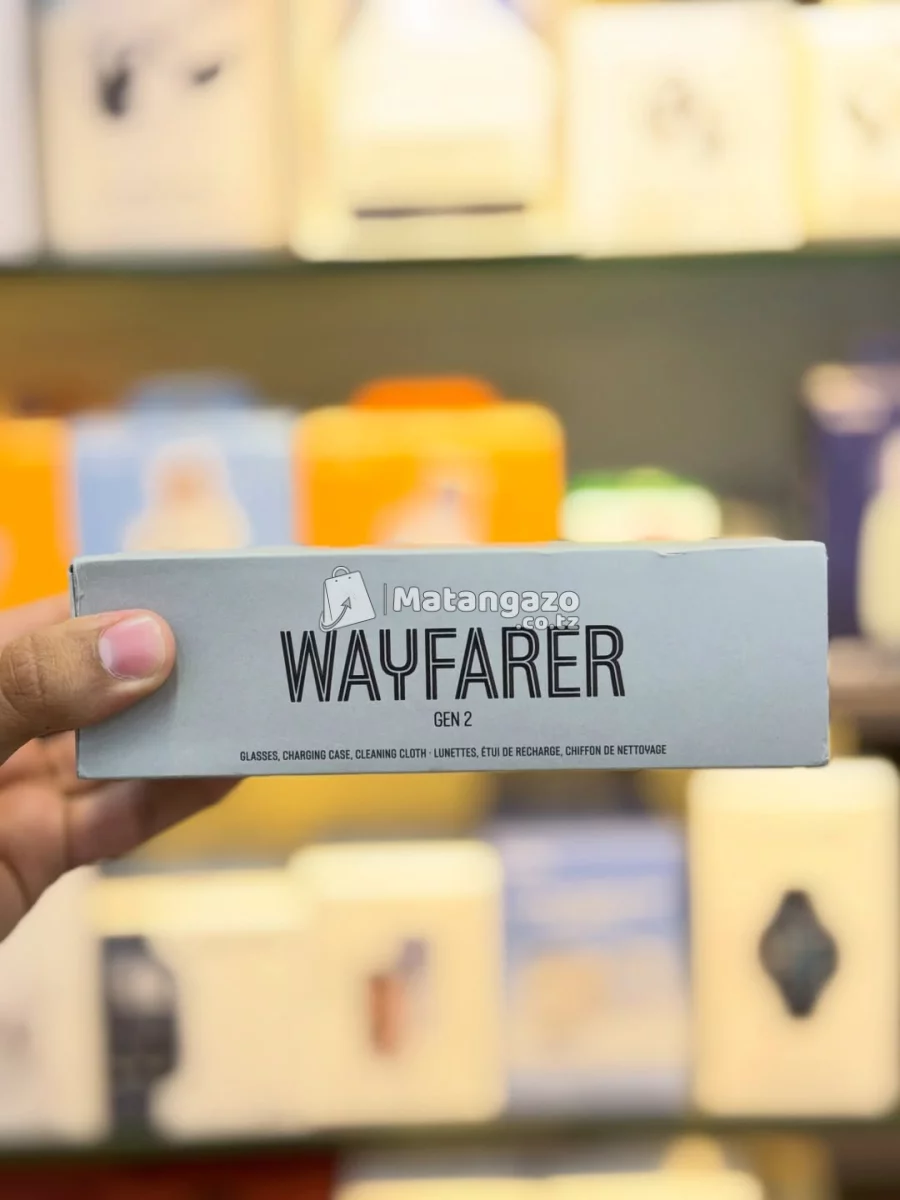 Matangazo
.co.tz
WAYFARER
GEN 2
GLASSES, CHARGING CASE, CLEANING CLOTH · LUNETTES, ÉTUI DE RECHARGE, CHIFFON DE NETTOYAGE